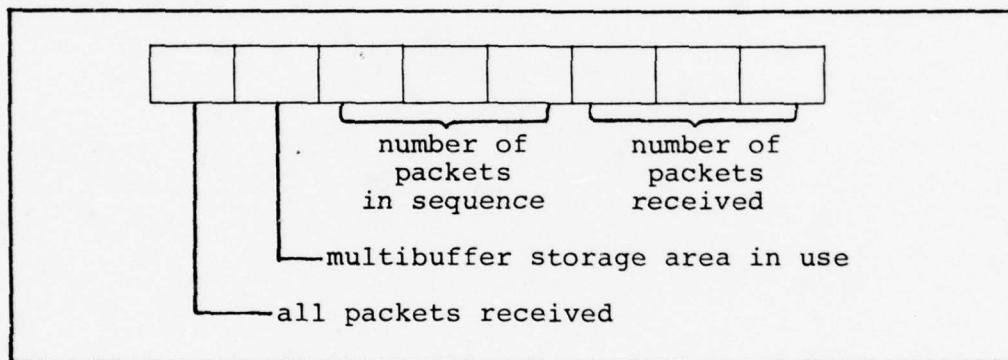 number of
packets
in sequence
number of
packets
received
multibuffer storage area in use
all packets received